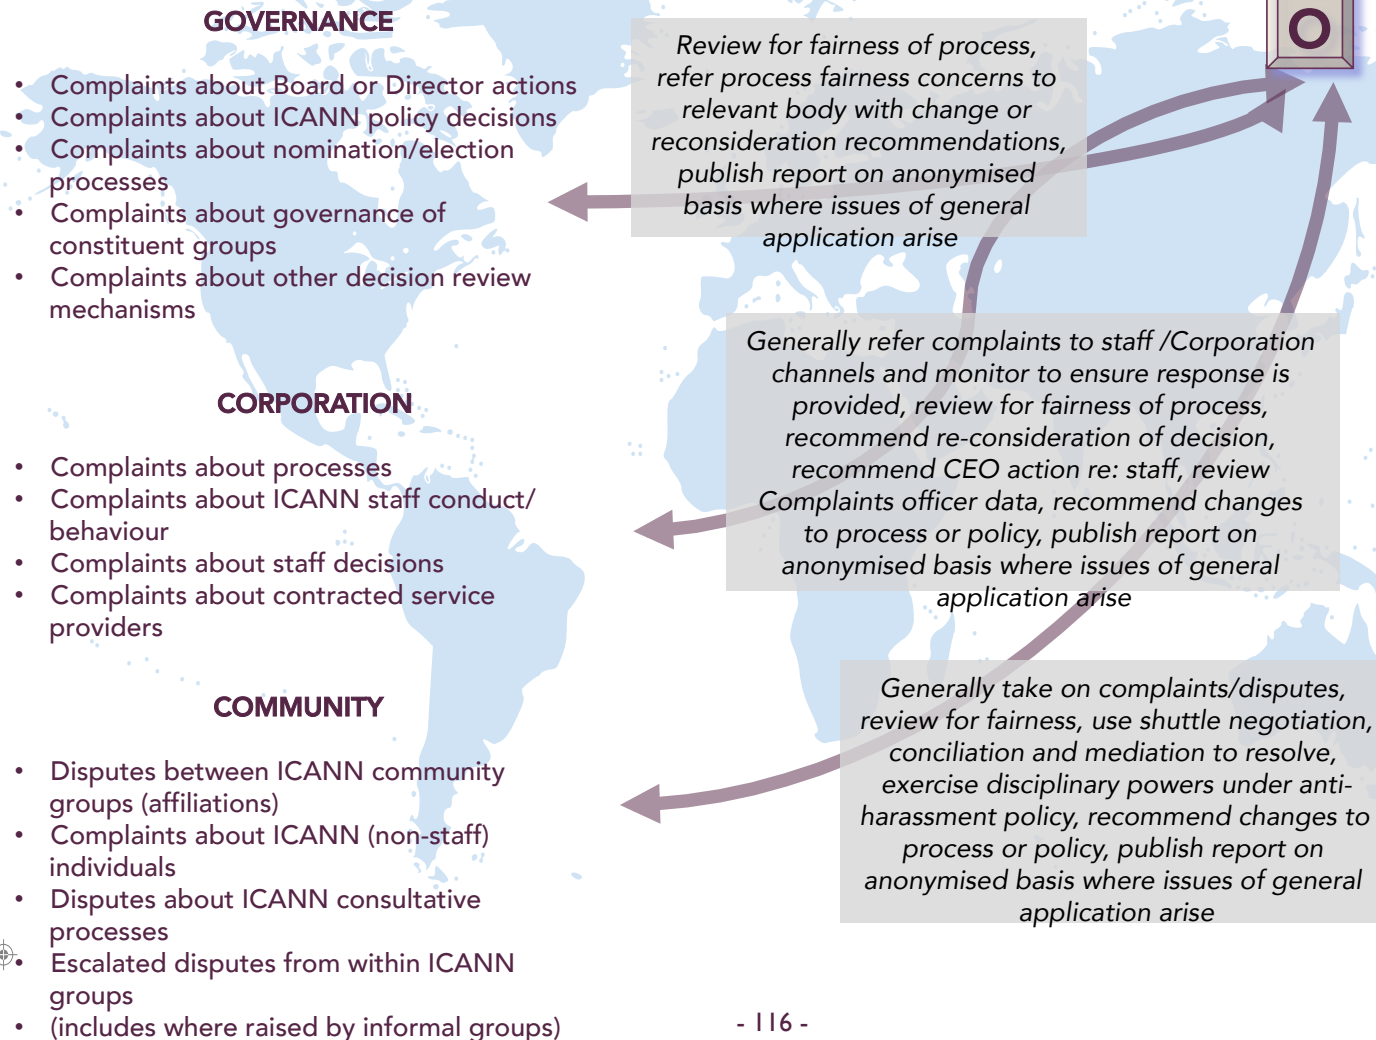 GOVERNANCE
• Complaints about Board or Director actions
• Complaints about ICANN policy decisions
• Complaints about nomination/election
processes
• Complaints about governance of
constituent groups
• Complaints about other decision review
mechanisms
CORPORATION
• Complaints about processes
• Complaints about ICANN staff conduct/
behaviour
• Complaints about staff decisions
• Complaints about contracted service
providers
COMMUNITY
• Disputes between ICANN community
groups (affiliations)
• Complaints about ICANN (non-staff)
individuals
• Disputes about ICANN consultative
processes
• Escalated disputes from within ICANN
groups
• (includes where raised by informal groups)
O
Review for fairness of process,
refer process fairness concerns to
relevant body with change or
reconsideration recommendations,
publish report on anonymised
basis where issues of general
application arise
Generally refer complaints to staff /Corporation
channels and monitor to ensure response is
provided, review for fairness of process,
recommend re-consideration of decision,
recommend CEO action re: staff, review
Complaints officer data, recommend changes
to process or policy, publish report on
anonymised basis where issues of general
application arise
Generally take on complaints/disputes,
review for fairness, use shuttle negotiation,
conciliation and mediation to resolve,
exercise disciplinary powers under anti-
harassment policy, recommend changes to
process or policy, publish report on
anonymised basis where issues of general
application arise
- 116 -